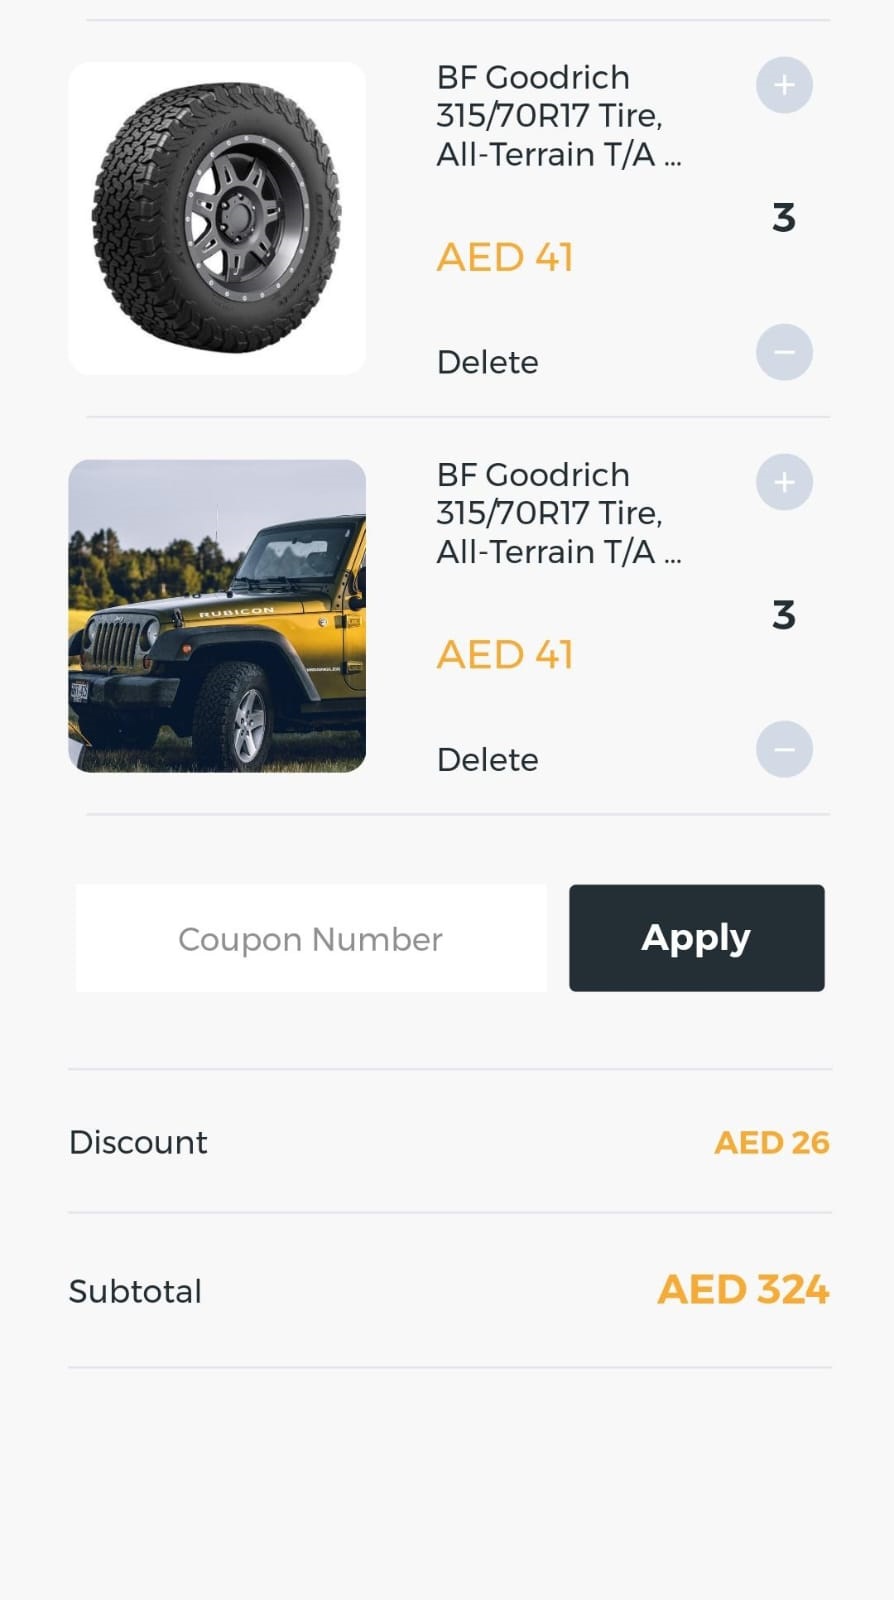 BF Goodrich
315/70R17 Tire,
All-Terrain T/A ...
+
3
AED 41
Delete
−
BF Goodrich
315/70R17 Tire,
All-Terrain T/A ...
+
RUBICON
3
AED 41
Delete
−
Coupon Number
Apply
Discount
AED 26
Subtotal
AED 324